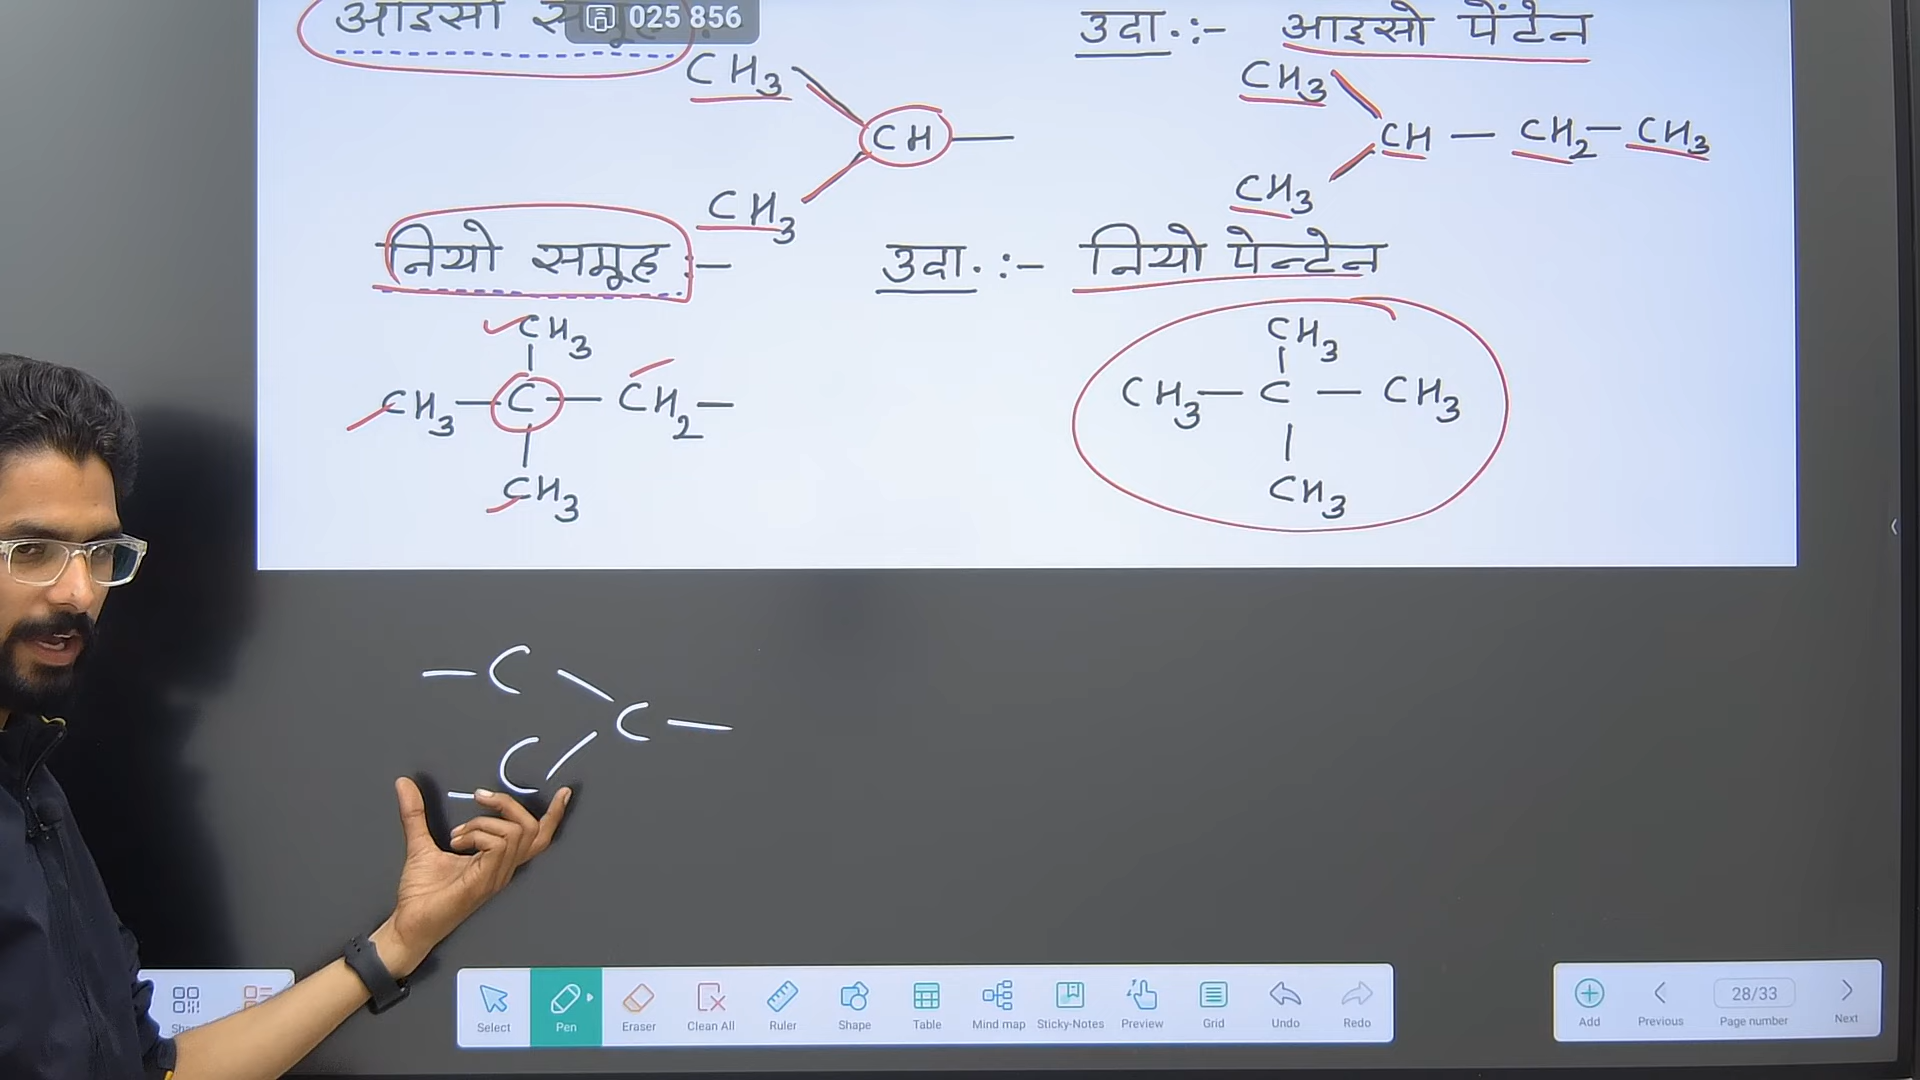 आइसो
025 856
उदा.:- आइसो पेंटेन
CH3
CH —
CH3
CH3
CH — CH2 — CH3
CH3
नियो समूह :-
उदा. :- नियो पेन्टेन
CH3
CH3 — C — CH2 —
CH3
CH3
CH3 — C — CH3
CH3
— C
C —
— C
Select
Pen
Eraser
Clean All
Ruler
Shape
Table
Mind map
Sticky-Notes
Preview
Grid
Undo
Redo
Add
Previous
28/33
Page number
Next